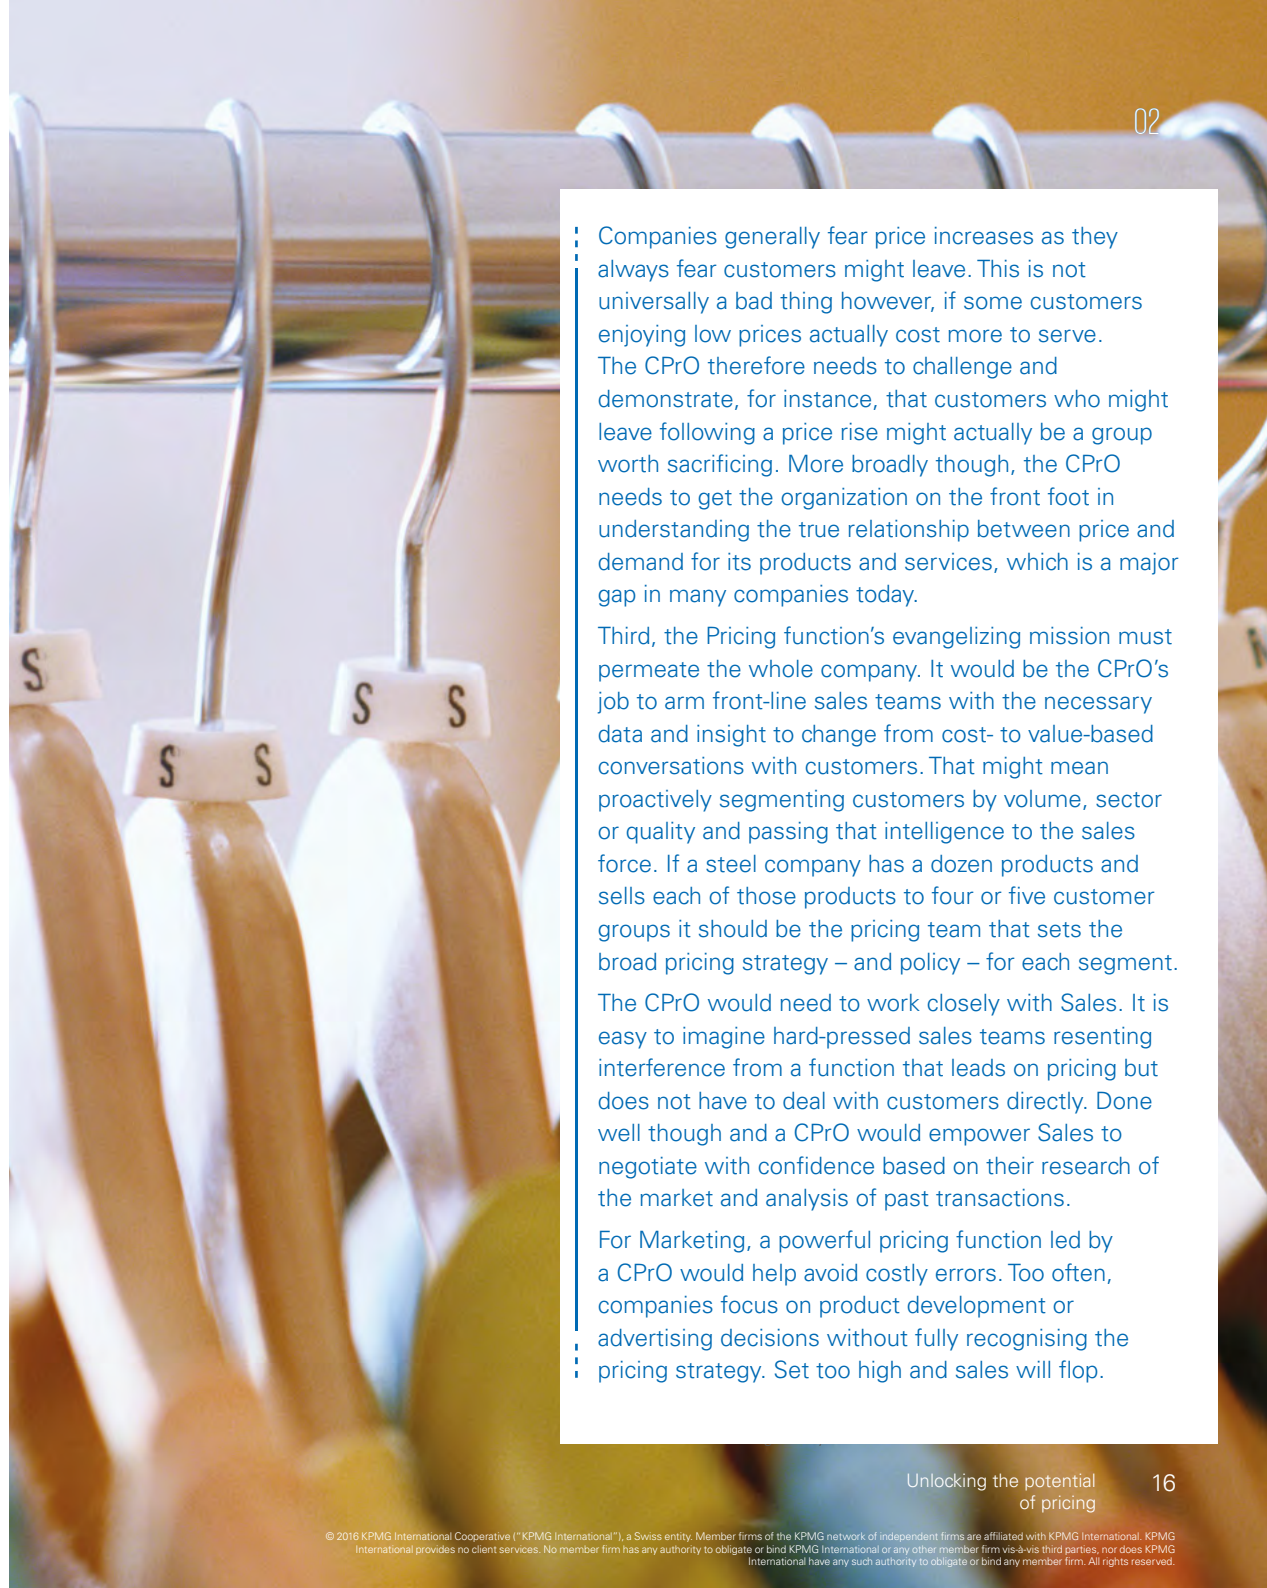 02
Companies generally fear price increases as they
always fear customers might leave. This is not
universally a bad thing however, if some customers
enjoying low prices actually cost more to serve.
The CPrO therefore needs to challenge and
demonstrate, for instance, that customers who might
leave following a price rise might actually be a group
worth sacrificing. More broadly though, the CPrO
needs to get the organization on the front foot in
understanding the true relationship between price and
demand for its products and services, which is a major
gap in many companies today.
Third, the Pricing function’s evangelizing mission must
permeate the whole company. It would be the CPrO’s
job to arm front-line sales teams with the necessary
data and insight to change from cost- to value-based
conversations with customers. That might mean
proactively segmenting customers by volume, sector
or quality and passing that intelligence to the sales
force. If a steel company has a dozen products and
sells each of those products to four or five customer
groups it should be the pricing team that sets the
broad pricing strategy – and policy – for each segment.
The CPrO would need to work closely with Sales. It is
easy to imagine hard-pressed sales teams resenting
interference from a function that leads on pricing but
does not have to deal with customers directly. Done
well though and a CPrO would empower Sales to
negotiate with confidence based on their research of
the market and analysis of past transactions.
For Marketing, a powerful pricing function led by
a CPrO would help avoid costly errors. Too often,
companies focus on product development or
advertising decisions without fully recognising the
pricing strategy. Set too high and sales will flop.
S
S S
S S
Unlocking the potential
of pricing
16
© 2016 KPMG International Cooperative (“KPMG International”), a Swiss entity. Member firms of the KPMG network of independent firms are affiliated with KPMG International. KPMG
International provides no client services. No member firm has any authority to obligate or bind KPMG International or any other member firm vis-à-vis third parties, nor does KPMG
International have any such authority to obligate or bind any member firm. All rights reserved.